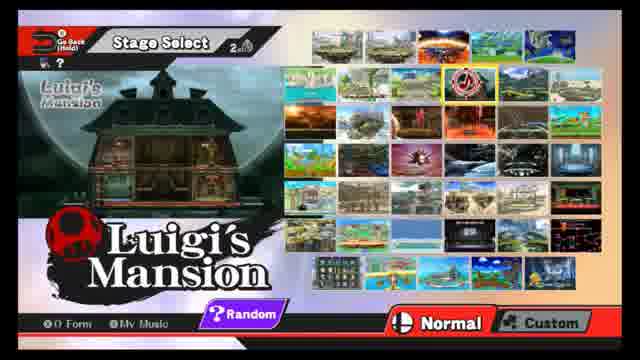 Go Back
(Hold)
Stage Select
2
?
Luigi's
Mansion
Luigi's
Mansion
? Random
Ω Form
My Music
Normal
Custom